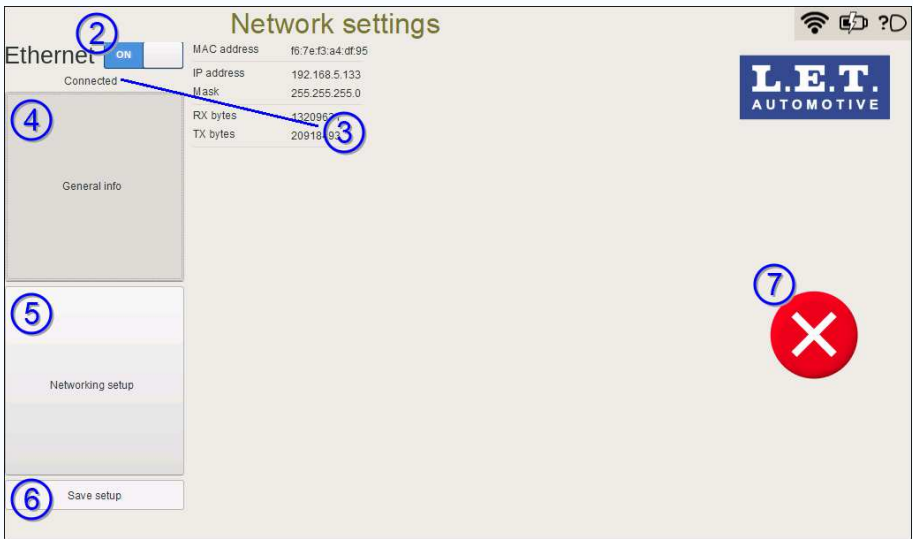 Network settings
?D
2
Ethernet ON
Connected
MAC address f6:7e:f3:a4:df:95
IP address 192.168.5.133
Mask 255.255.255.0
RX bytes
TX bytes
3
L.E.T.
AUTOMOTIVE
4
General info
5
Networking setup
6
Save setup
7